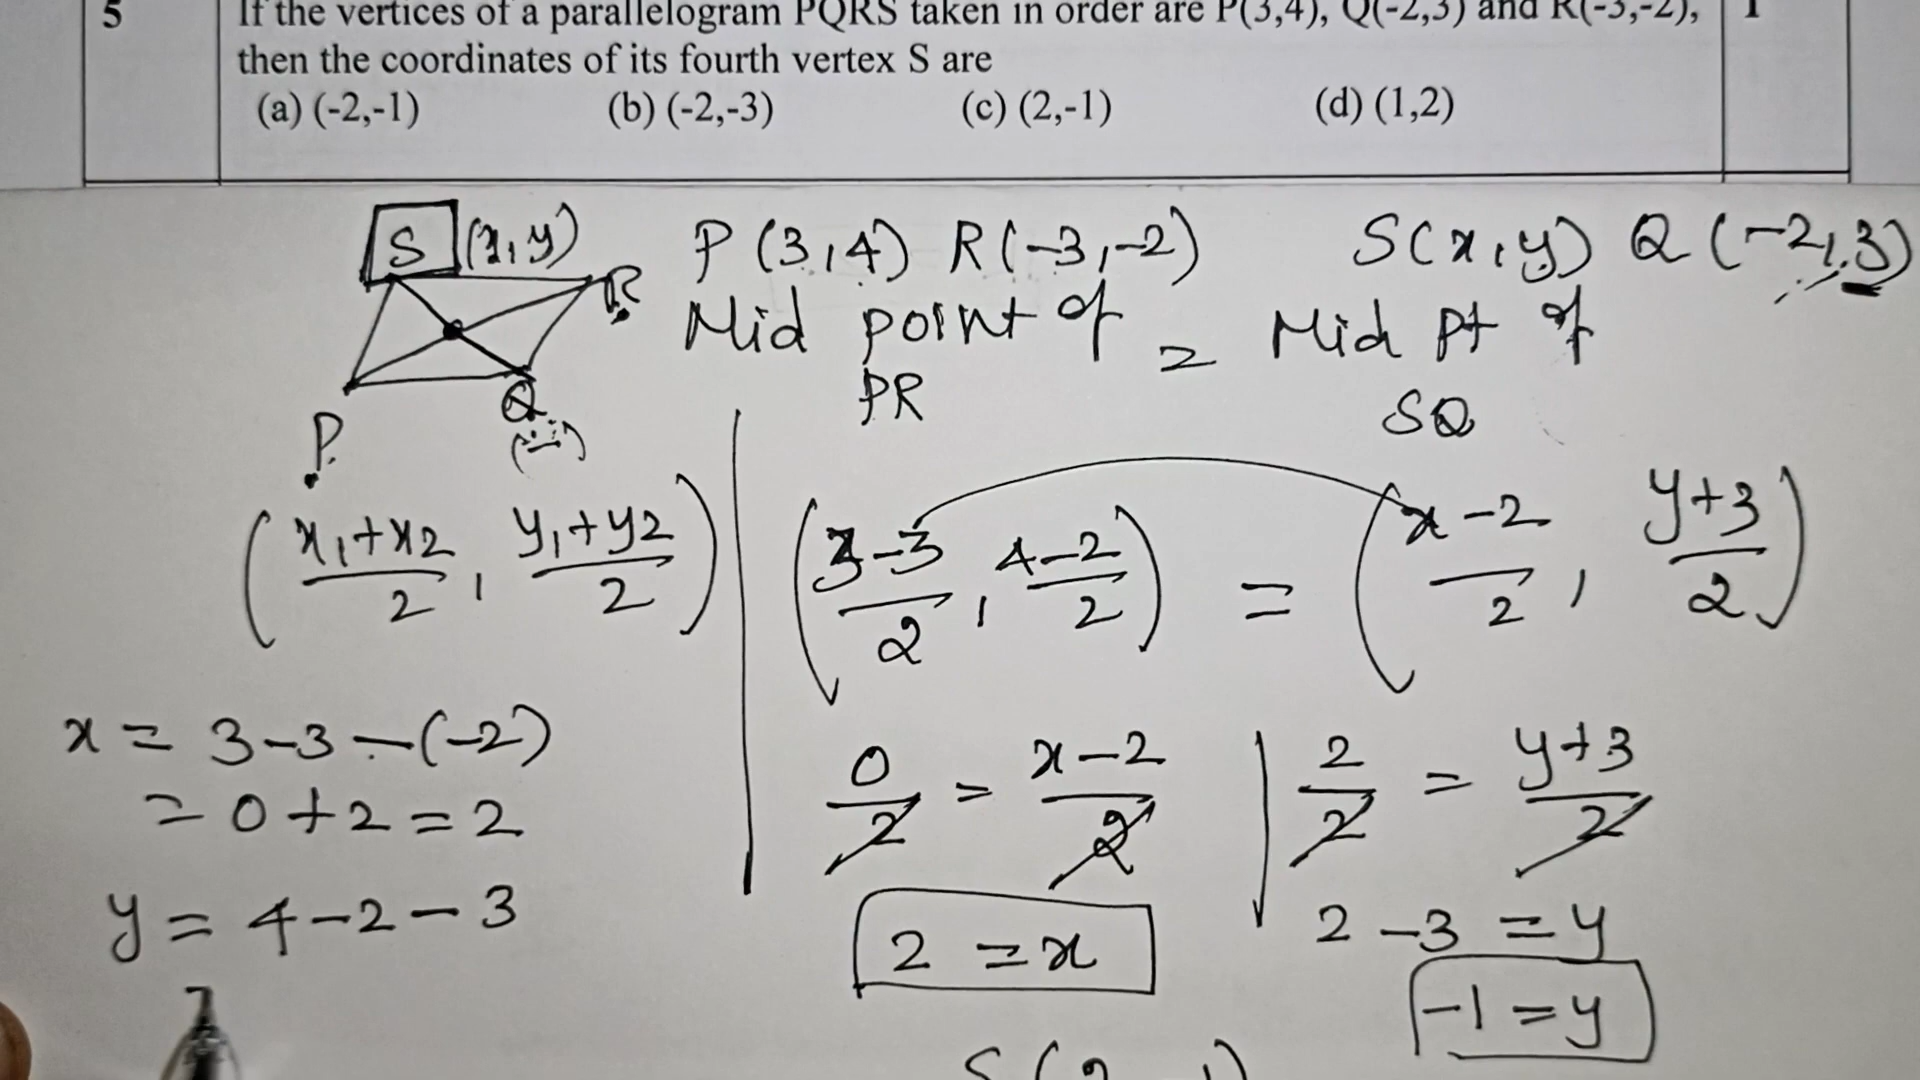 5
If the vertices of a parallelogram PQRS taken in order are P(3,4), Q(-2,3) and R(-3,-2),
1
then the coordinates of its fourth vertex S are
(a) (-2,-1) (b) (-2,-3) (c) (2,-1) (d) (1,2)
S (x,y) R
P
Q
P (3,4) R(-3,-2) S(x,y) Q(-2,3)
Mid point of PR = Mid pt of SQ
(x₁+x₂/2, y₁+y₂/2)
(3-3/2, 4-2/2) = (x-2/2, y+3/2)
x = 3-3-(-2)
= 0+2=2
y = 4-2-3
0/2 = x-2/2
2 = x
2/2 = y+3/2
2-3 = y
-1 = y